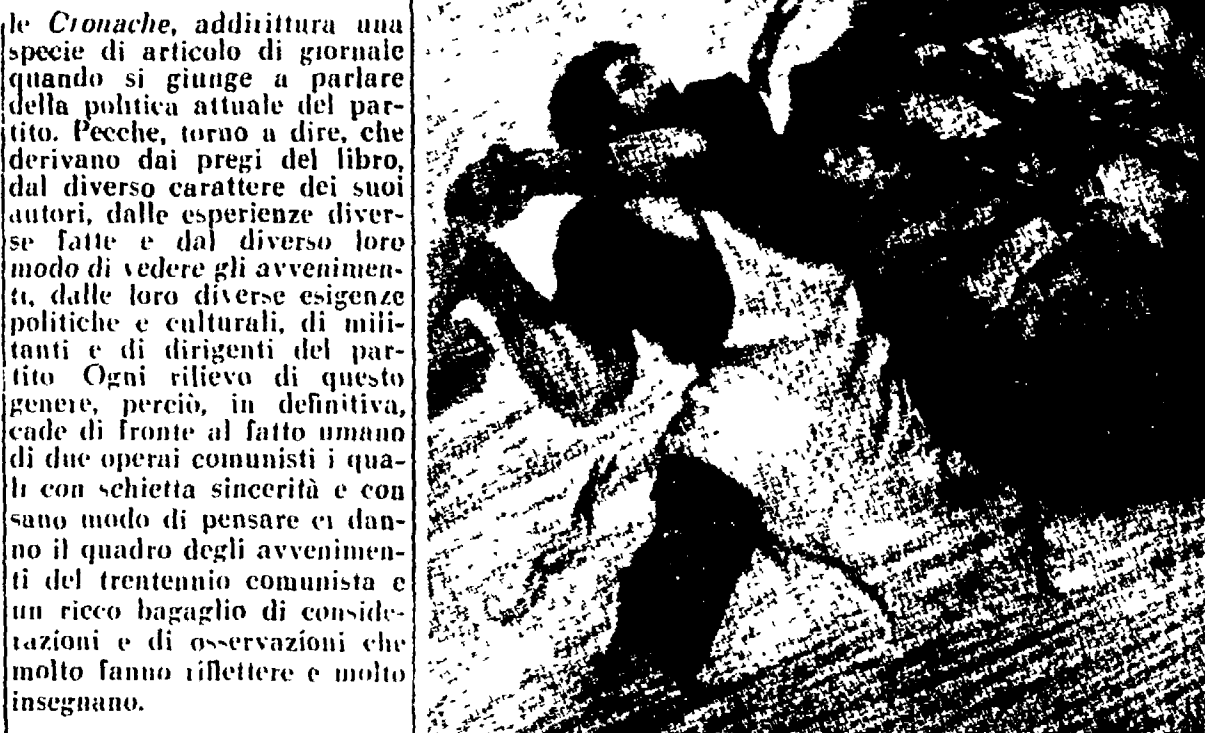 le Cronache, addirittura una
specie di articolo di giornale
quando si giunge a parlare
della politica attuale del par-
tito. Pecche, torno a dire, che
derivano dai pregi del libro,
dal diverso carattere dei suoi
autori, dalle esperienze diver-
se fatte e dal diverso loro
modo di vedere gli avvenimen-
ti, dalle loro diverse esigenze
politiche e culturali, di mili-
tanti e di dirigenti del par-
tito Ogni rilievo di questo
genere, perciò, in definitiva,
cade di fronte al fatto umano
di due operai comunisti i qua-
li con schietta sincerità e con
sano modo di pensare ci dan-
no il quadro degli avvenimen-
ti del trentennio comunista e
un ricco bagaglio di conside-
razioni e di osservazioni che
molto fanno riflettere e molto
insegnano.